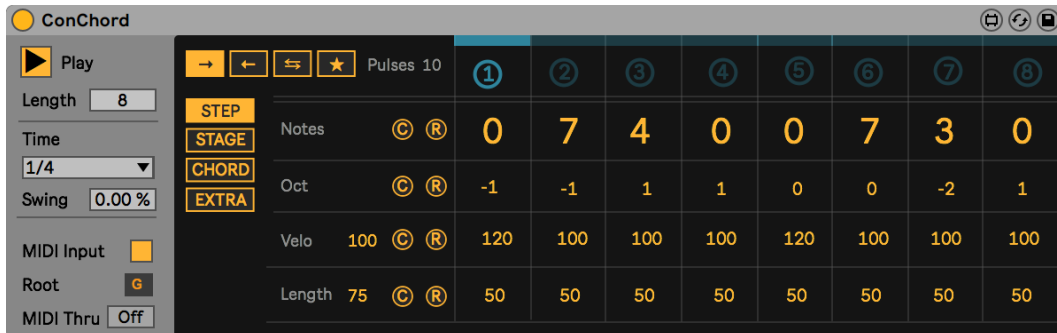 ConChord
Play
Length 8
Time
1/4
Swing 0.00 %
MIDI Input
Root G
MIDI Thru Off
→ ← ⇆ ★ Pulses 10
STEP
STAGE
CHORD
EXTRA
1 2 3 4 5 6 7 8
Notes C R 0 7 4 0 0 7 3 0
Oct C R -1 -1 1 1 0 0 -2 1
Velo 100 C R 120 100 100 100 120 100 100 100
Length 75 C R 50 50 50 50 50 50 50 50